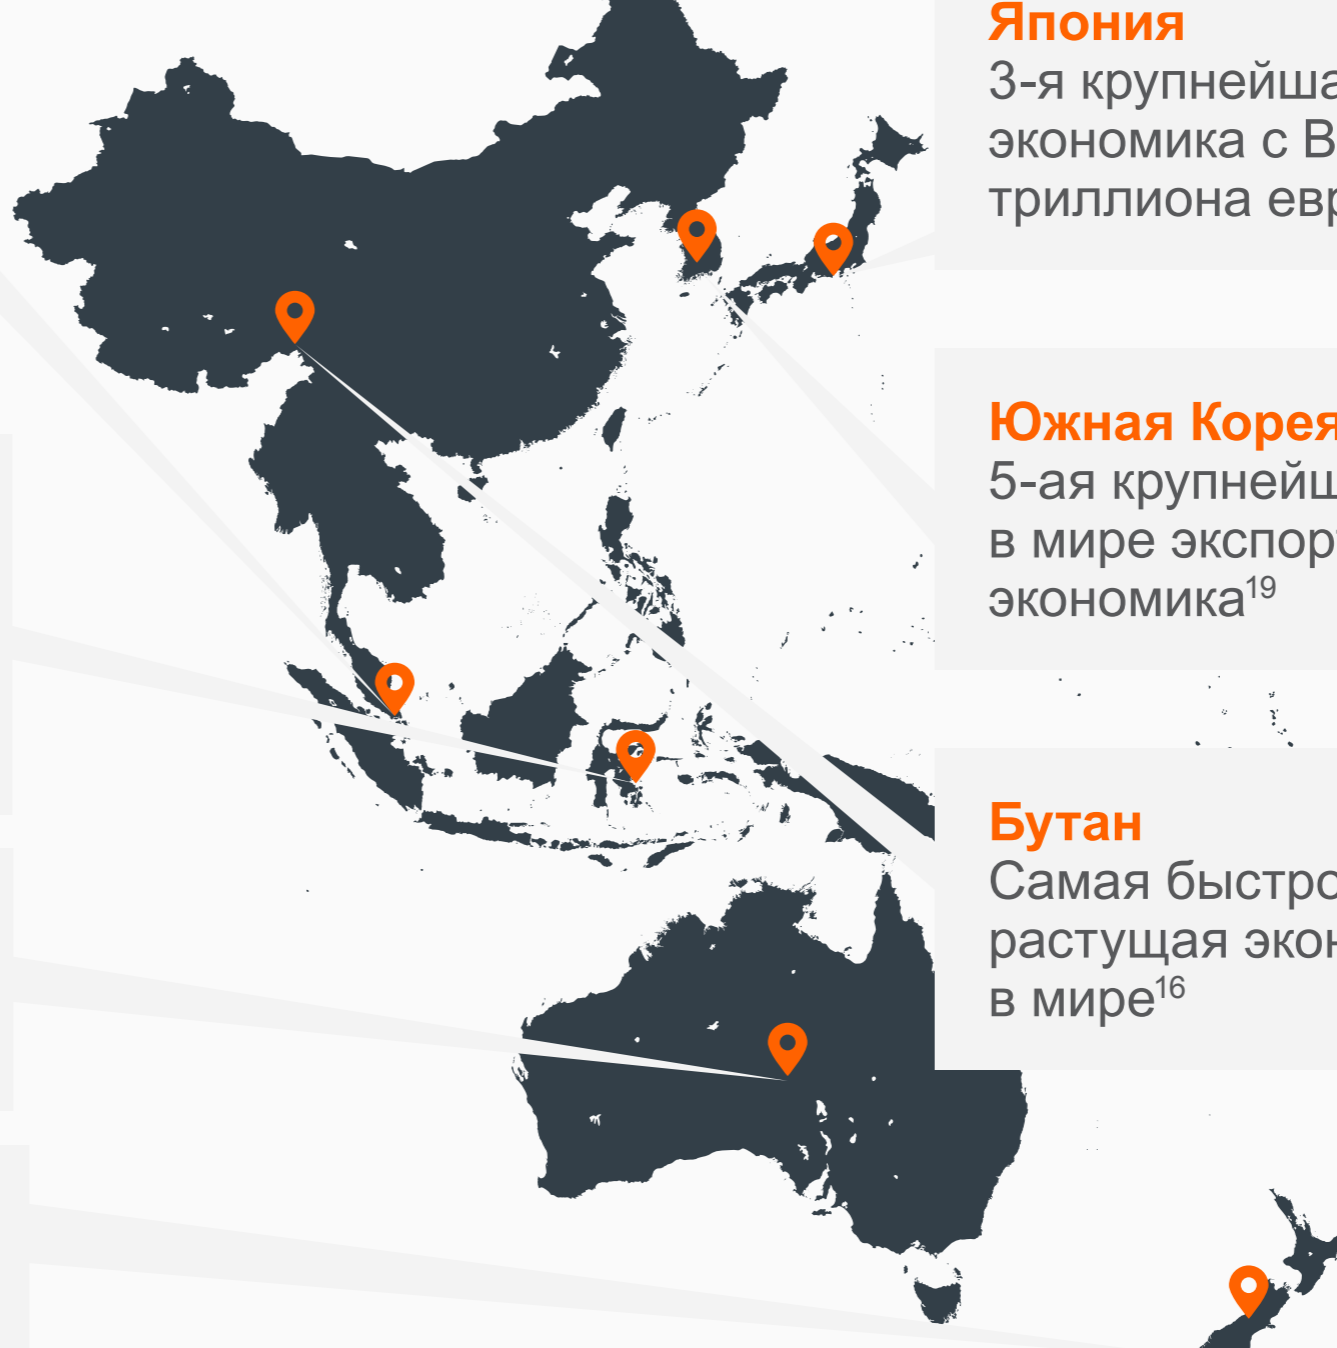 Япония
3-я крупнейша
экономика с В
триллиона евр
Южная Корея
5-ая крупнейш
в мире экспор
экономика19
Бутан
Самая быстро
растущая экон
в мире16